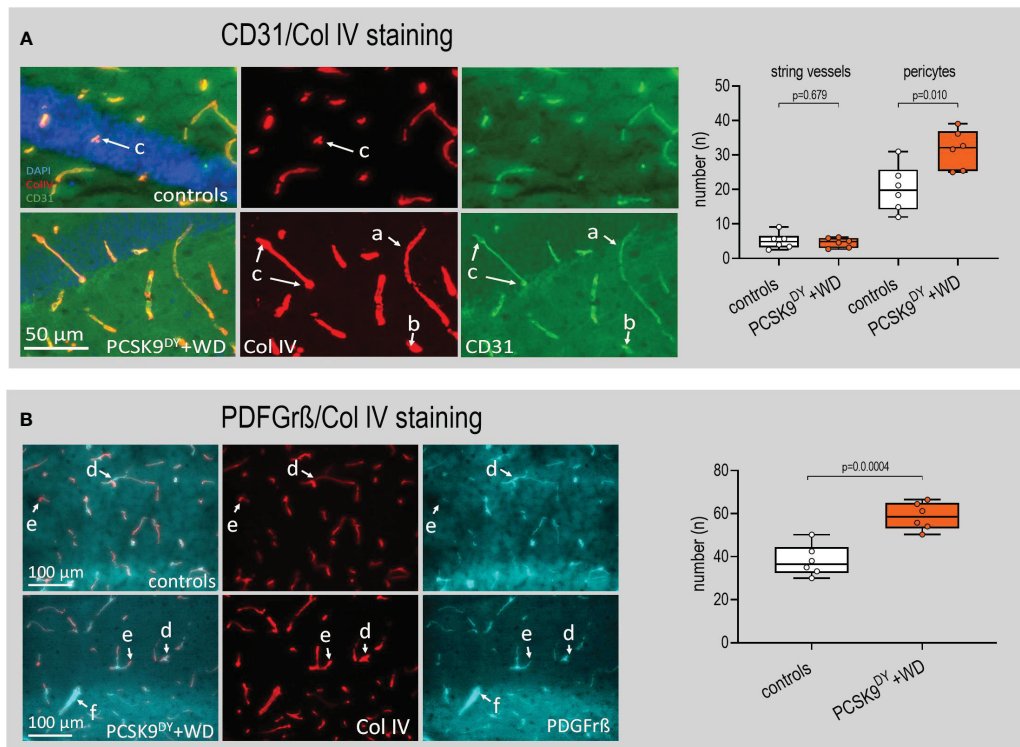 A
CD31/Col IV staining
DAPI
ColIV
CD31
c
controls
c
50 µm
PCSK9DY+WD
a
c
b
Col IV
a
c
b
CD31
string vessels
pericytes
p=0.679
p=0.010
number (n)
50
40
30
20
10
0
controls
PCSK9DY+WD
controls
PCSK9DY+WD
B
PDFGrß/Col IV staining
d
e
100 µm
controls
d
e
d
e
e
d
f
100 µm
PCSK9DY+WD
e
d
Col IV
e
d
f
PDGFrß
p=0.0.0004
number (n)
80
60
40
20
0
controls
PCSK9DY+WD